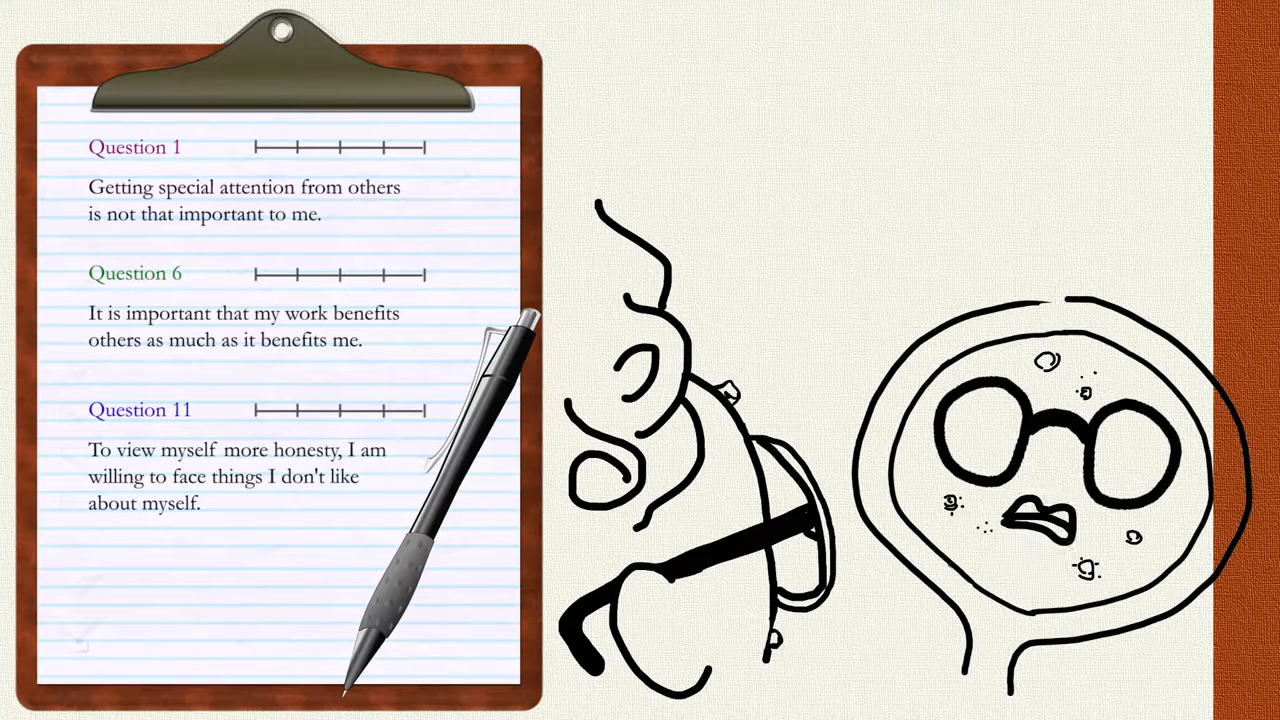 Question 1
Getting special attention from others
is not that important to me.
Question 6
It is important that my work benefits
others as much as it benefits me.
Question 11
To view myself more honesty, I am
willing to face things I don't like
about myself.